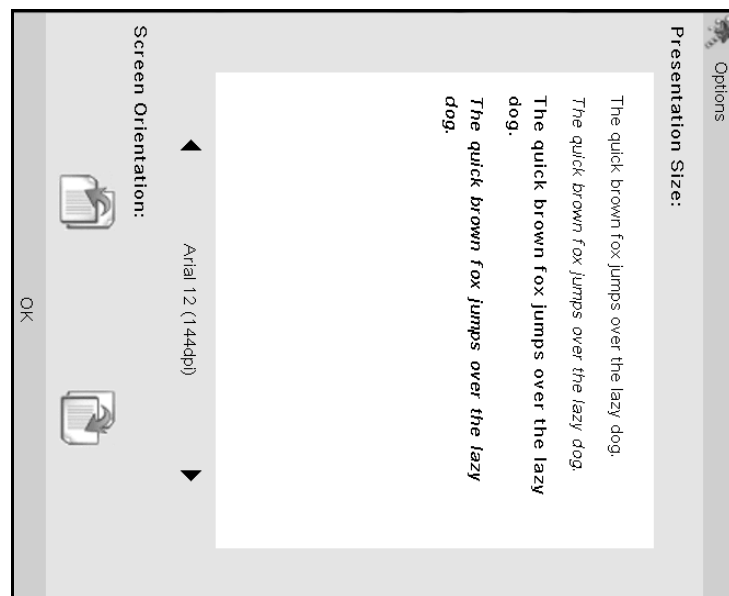 Options
Presentation Size:
The quick brown fox jumps over the lazy dog.
The quick brown fox jumps over the lazy dog.
The quick brown fox jumps over the lazy
dog.
The quick brown fox jumps over the lazy
dog.
Arial 12 (144dpi)
Screen Orientation:
OK